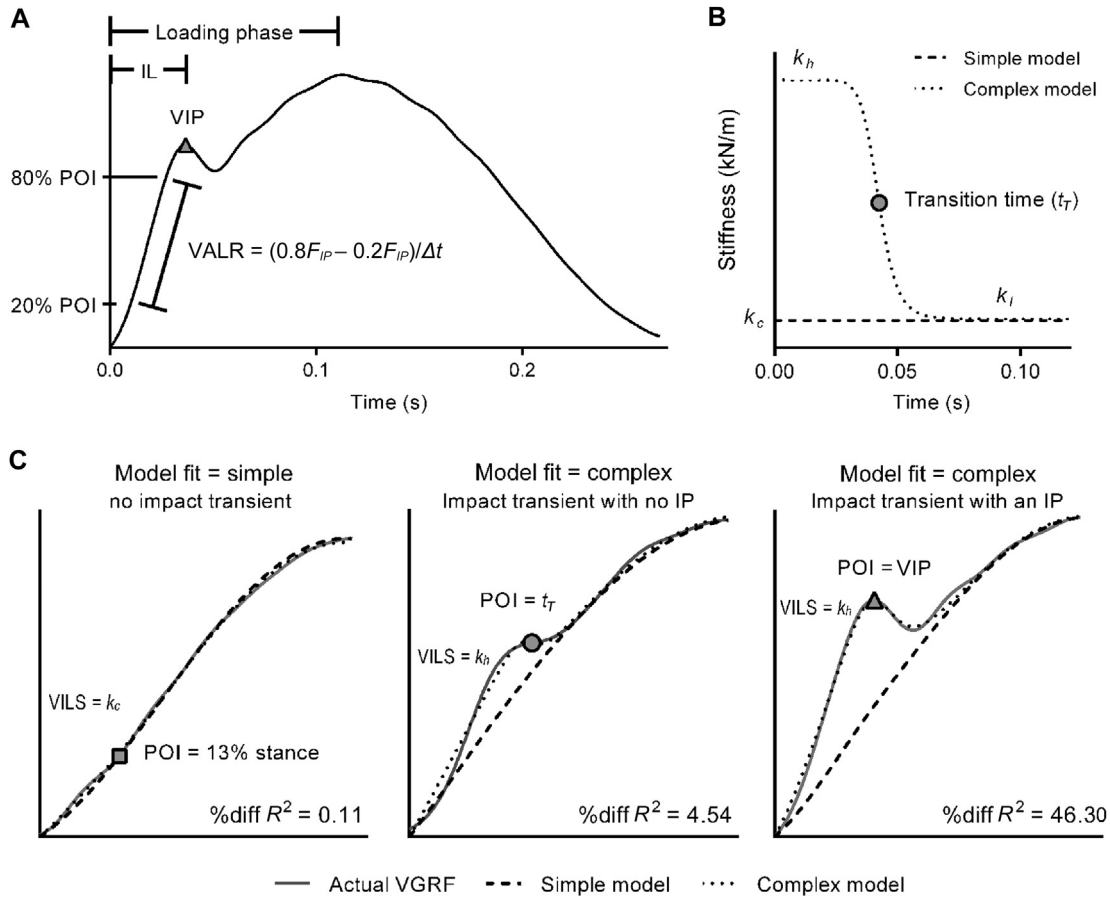 A
Loading phase
IL
VIP
80% POI
VALR = (0.8F_IP – 0.2F_IP)/Δt
20% POI
0.0 0.1 0.2
Time (s)
B
k_h
Simple model
Complex model
Stiffness (kN/m)
Transition time (t_T)
k_l
k_c
0.00 0.05 0.10
Time (s)
C
Model fit = simple
no impact transient
VILS = k_c
POI = 13% stance
%diff R² = 0.11
Model fit = complex
Impact transient with no IP
POI = t_T
VILS = k_h
%diff R² = 4.54
Model fit = complex
Impact transient with an IP
POI = VIP
VILS = k_h
%diff R² = 46.30
Actual VGRF Simple model Complex model